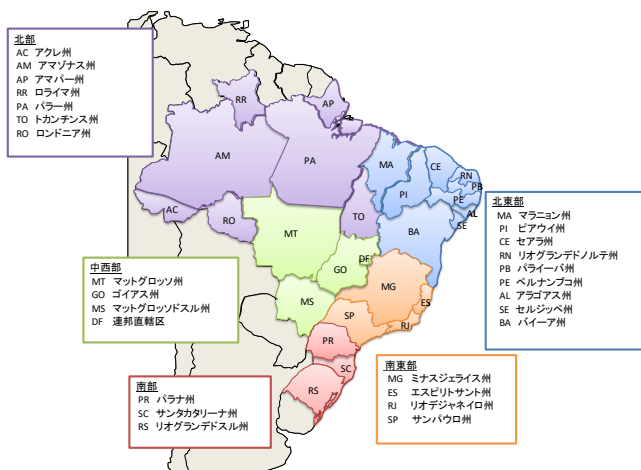 北部
AC アクレ州
AM アマゾナス州
AP アマパー州
RR ロライマ州
PA パラー州
TO トカンチンス州
RO ロンドニア州
RR
AP
AM
PA
MA
CE
RN
PB
PI
PE
AL
SE
AC
RO
TO
BA
MT
DF
GO
MG
MS
ES
SP
RJ
PR
SC
RS
北東部
MA マラニョン州
PI ピアウイ州
CE セアラ州
RN リオグランデドノルテ州
PB パライーバ州
PE ペルナンブコ州
AL アラゴアス州
SE セルジッペ州
BA バイーア州
中西部
MT マットグロッソ州
GO ゴイアス州
MS マットグロッソドスル州
DF 連邦直轄区
南部
PR パラナ州
SC サンタカタリーナ州
RS リオグランデドスル州
南東部
MG ミナスジェライス州
ES エスピリトサント州
RJ リオデジャネイロ州
SP サンパウロ州